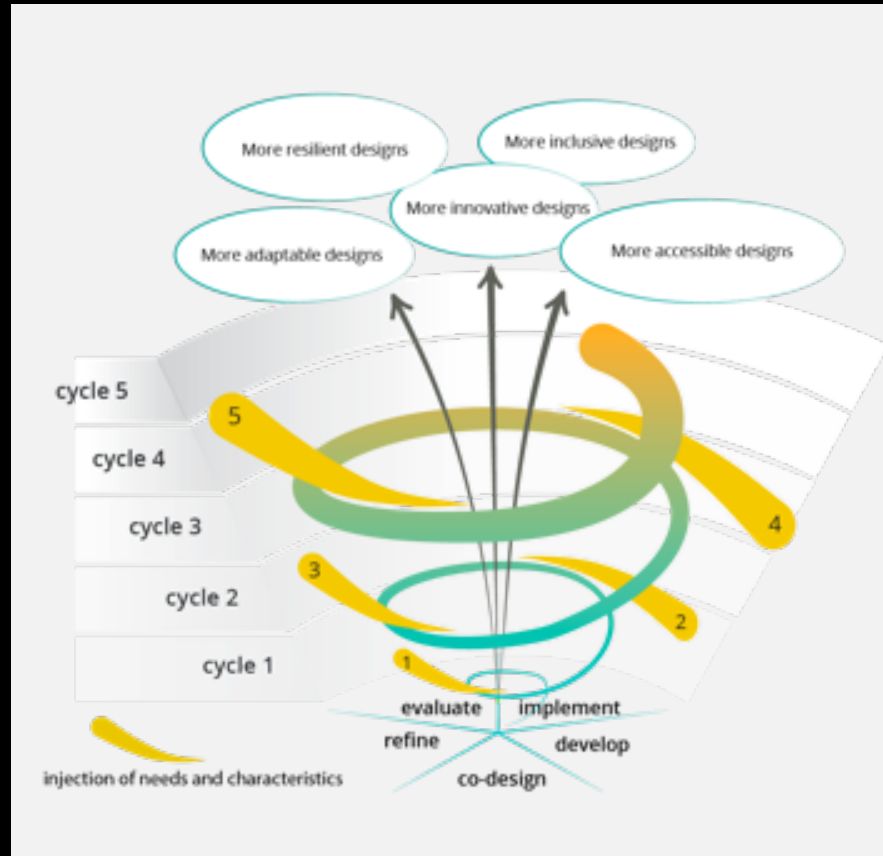 More resilient designs
More inclusive designs
More innovative designs
More adaptable designs
More accessible designs
cycle 5
5
cycle 4
4
cycle 3
3
cycle 2
2
cycle 1
1
evaluate
implement
refine
develop
co-design
injection of needs and characteristics